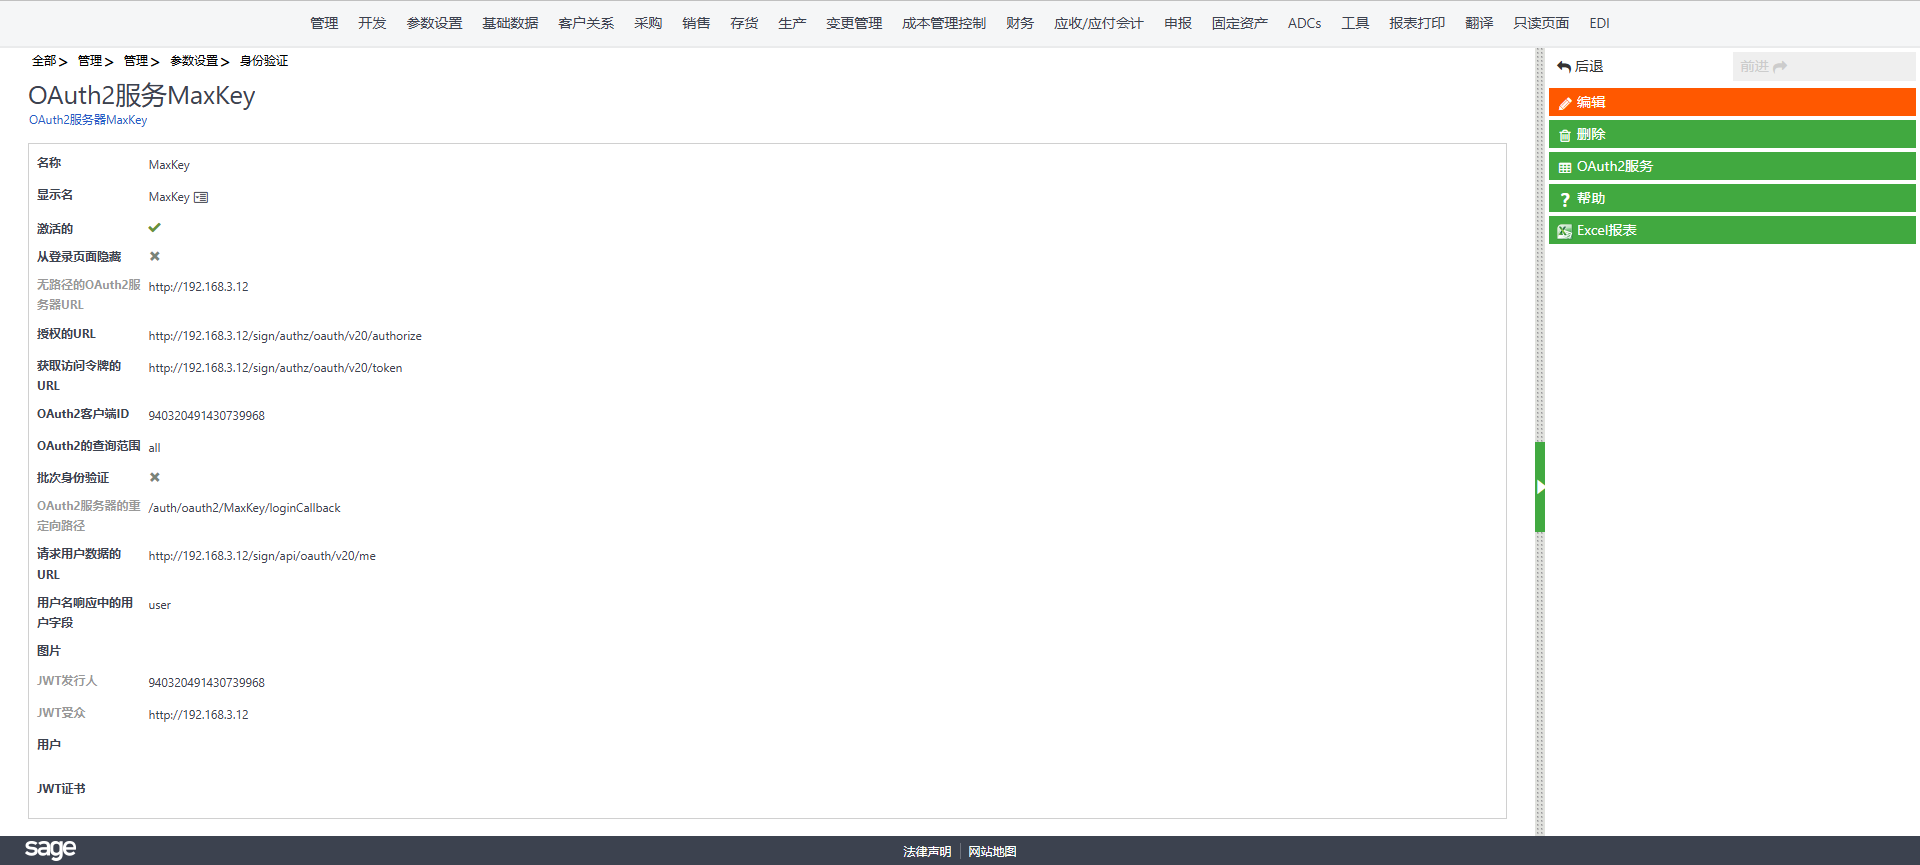 管理 开发 参数设置 基础数据 客户关系 采购 销售 存货 生产 变更管理 成本管理控制 财务 应收/应付会计 申报 固定资产 ADCs 工具 报表打印 翻译 只读页面 EDI
全部 > 管理 > 管理 > 参数设置 > 身份验证
OAuth2服务MaxKey
OAuth2服务器MaxKey
名称 MaxKey
显示名 MaxKey
激活的
从登录页面隐藏
无路径的OAuth2服
务器URL
http://192.168.3.12
授权的URL http://192.168.3.12/sign/authz/oauth/v20/authorize
获取访问令牌的
URL
http://192.168.3.12/sign/authz/oauth/v20/token
OAuth2客户端ID 940320491430739968
OAuth2的查询范围 all
批次身份验证
OAuth2服务器的重
定向路径
/auth/oauth2/MaxKey/loginCallback
请求用户数据的
URL
http://192.168.3.12/sign/api/oauth/v20/me
用户名响应中的用
户字段
user
图片
JWT发行人 940320491430739968
JWT受众 http://192.168.3.12
用户
JWT证书
后退 前进
编辑
删除
OAuth2服务
帮助
Excel报表
sage
法律声明 | 网站地图